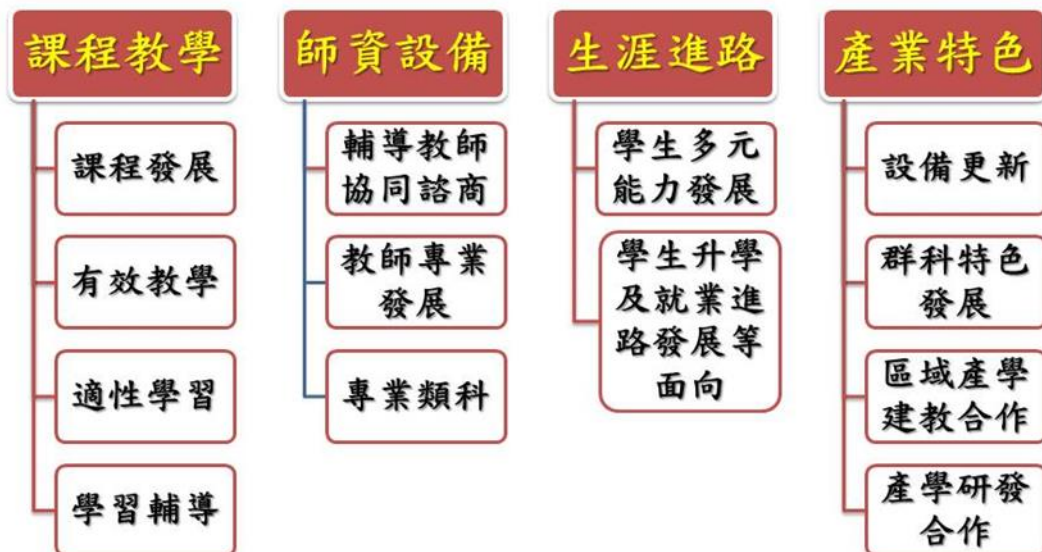 課程教學
課程發展
有效教學
適性學習
學習輔導
師資設備
輔導教師
協同諮商
教師專業
發展
專業類科
生涯進路
學生多元
能力發展
學生升學
及就業進
路發展等
面向
產業特色
設備更新
群科特色
發展
區域產學
建教合作
產學研發
合作